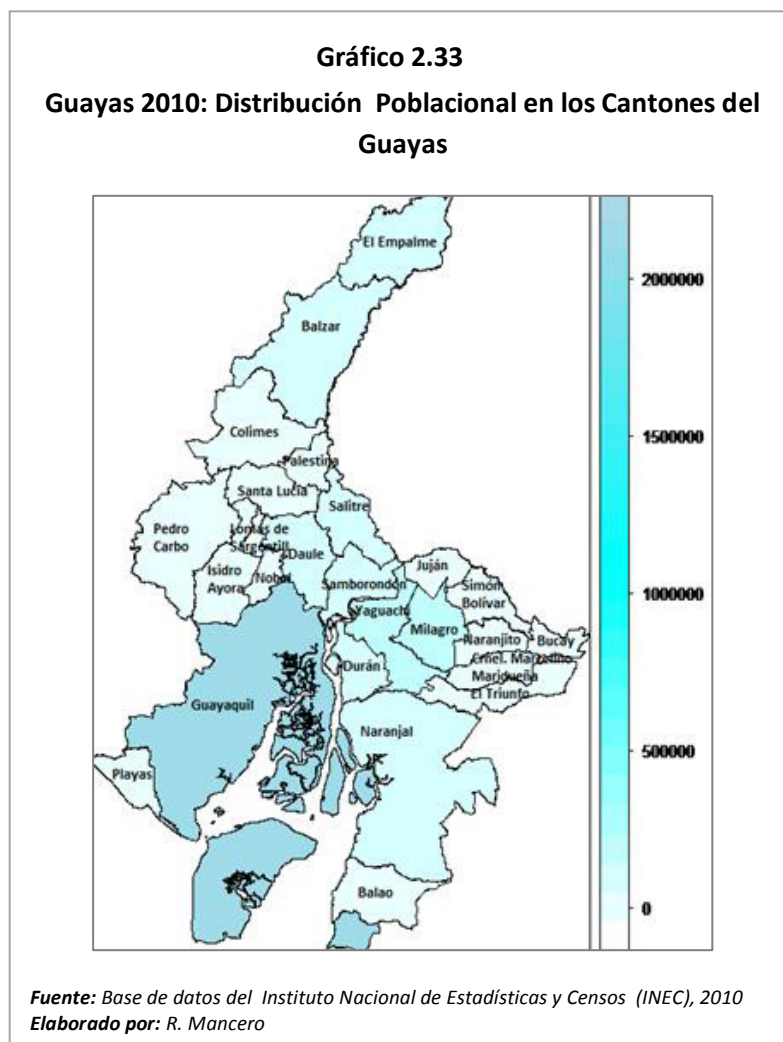 Gráfico 2.33
Guayas 2010: Distribución Poblacional en los Cantones del
Guayas
El Empalme
Balzar
Colimes
Palestina
Santa Lucía
Salitre
Pedro
Carbo
Lomas de
Sargentill
Daule
Isidro
Ayora
Nobol
Samborondón
Juján
Simón
Bolívar
Yaguachi
Milagro
Naranjito
Bucay
Crnel. Marcelino
Maridueña
El Triunfo
Durán
Guayaquil
Naranjal
Playas
Balao
2000000
1500000
1000000
500000
0
Fuente: Base de datos del Instituto Nacional de Estadísticas y Censos (INEC), 2010
Elaborado por: R. Mancero